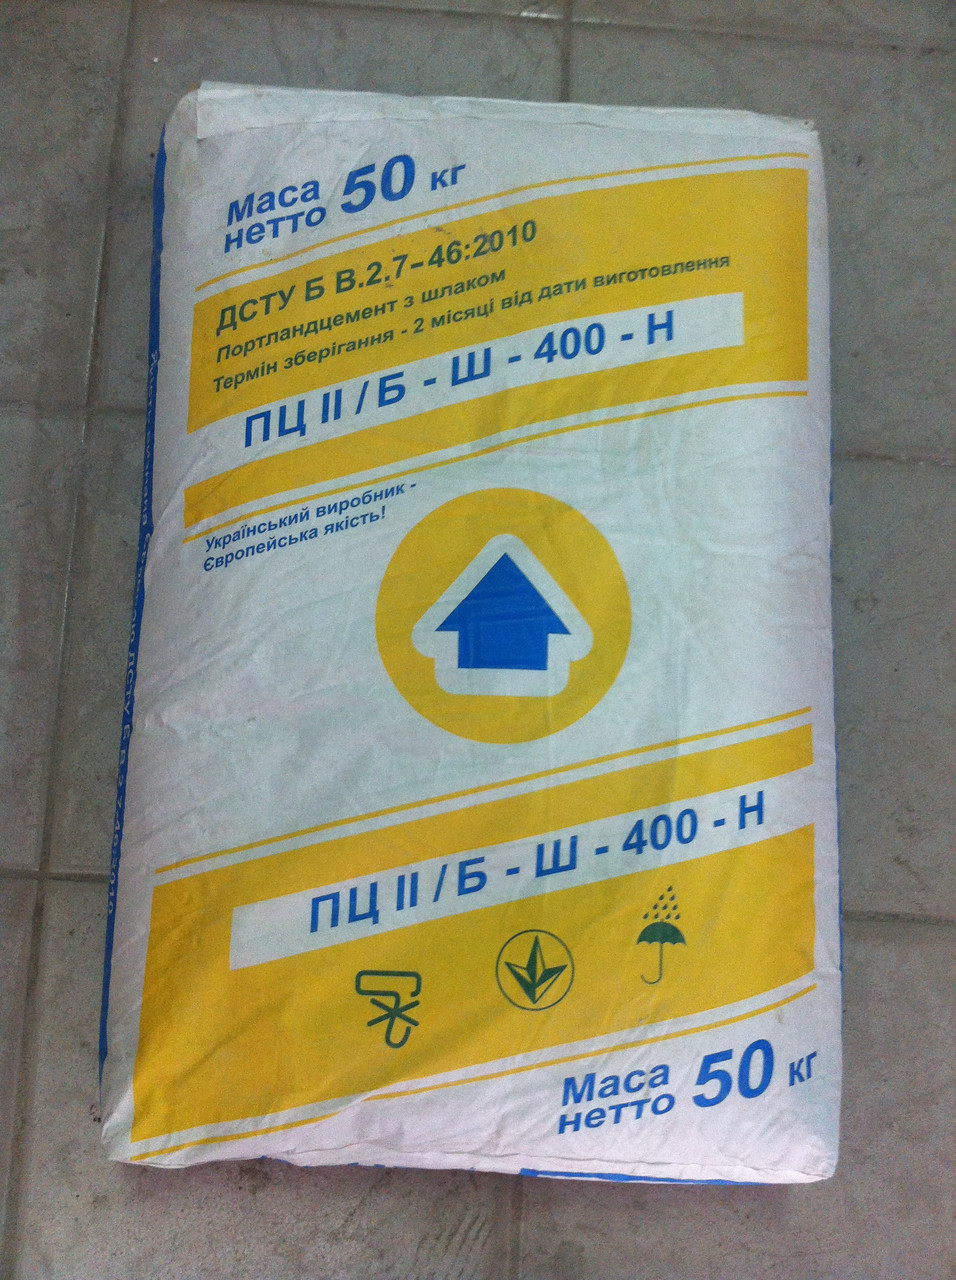 Маса
нетто 50 кг
ДСТУ Б В.2.7-46:2010
Портландцемент з шлаком
Термін зберігання - 2 місяці від дати виготовлення
ПЦ II / Б - Ш - 400 - Н
Український виробник -
Європейська якість!
ПЦ II / Б - Ш - 400 - Н
Маса
нетто 50 кг